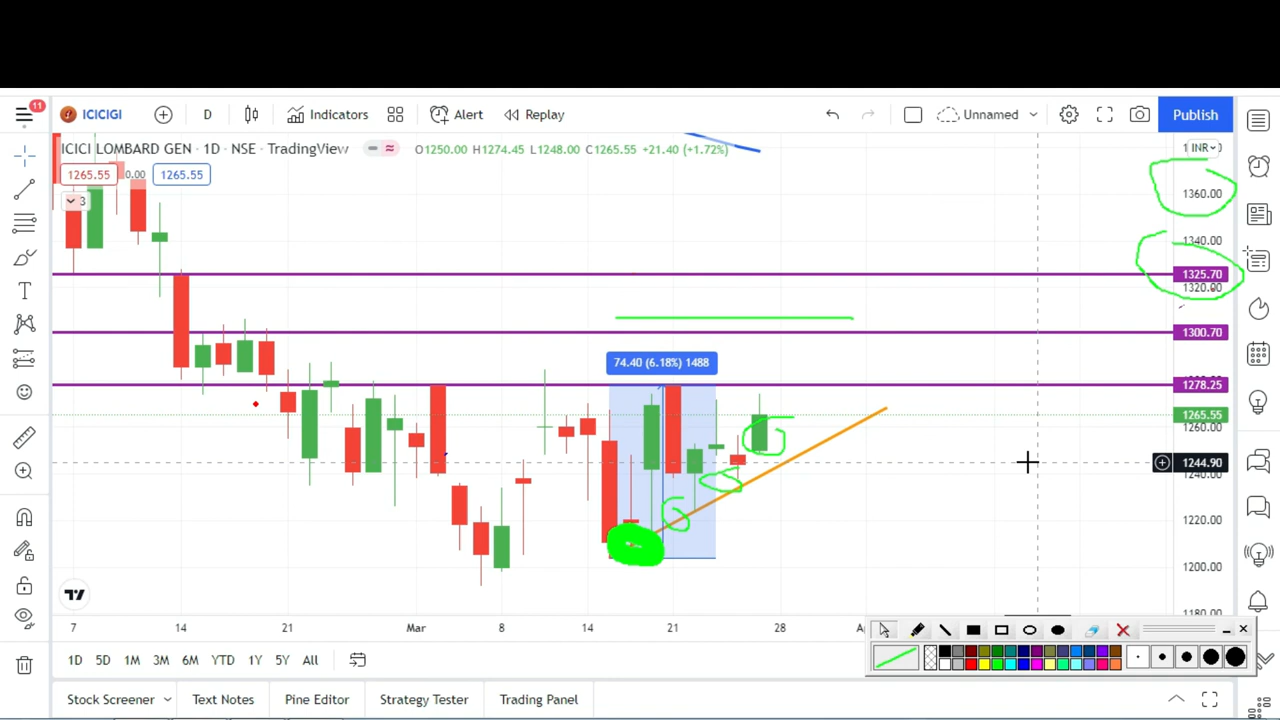 11
ICICIGI
D
Indicators
Alert
Replay
Unnamed
Publish
ICICI LOMBARD GEN · 1D · NSE · TradingView
O1250.00 H1274.45 L1248.00 C1265.55 +21.40 (+1.72%)
INR
1265.55
0.00
1265.55
3
1360.00
1340.00
1325.70
1320.00
1300.70
74.40 (6.18%) 1488
1278.25
1265.55
1260.00
1244.90
1240.00
1220.00
1200.00
1180.00
7
14
21
Mar
8
14
21
28
1D
5D
1M
3M
6M
YTD
1Y
5Y
All
Stock Screener
Text Notes
Pine Editor
Strategy Tester
Trading Panel